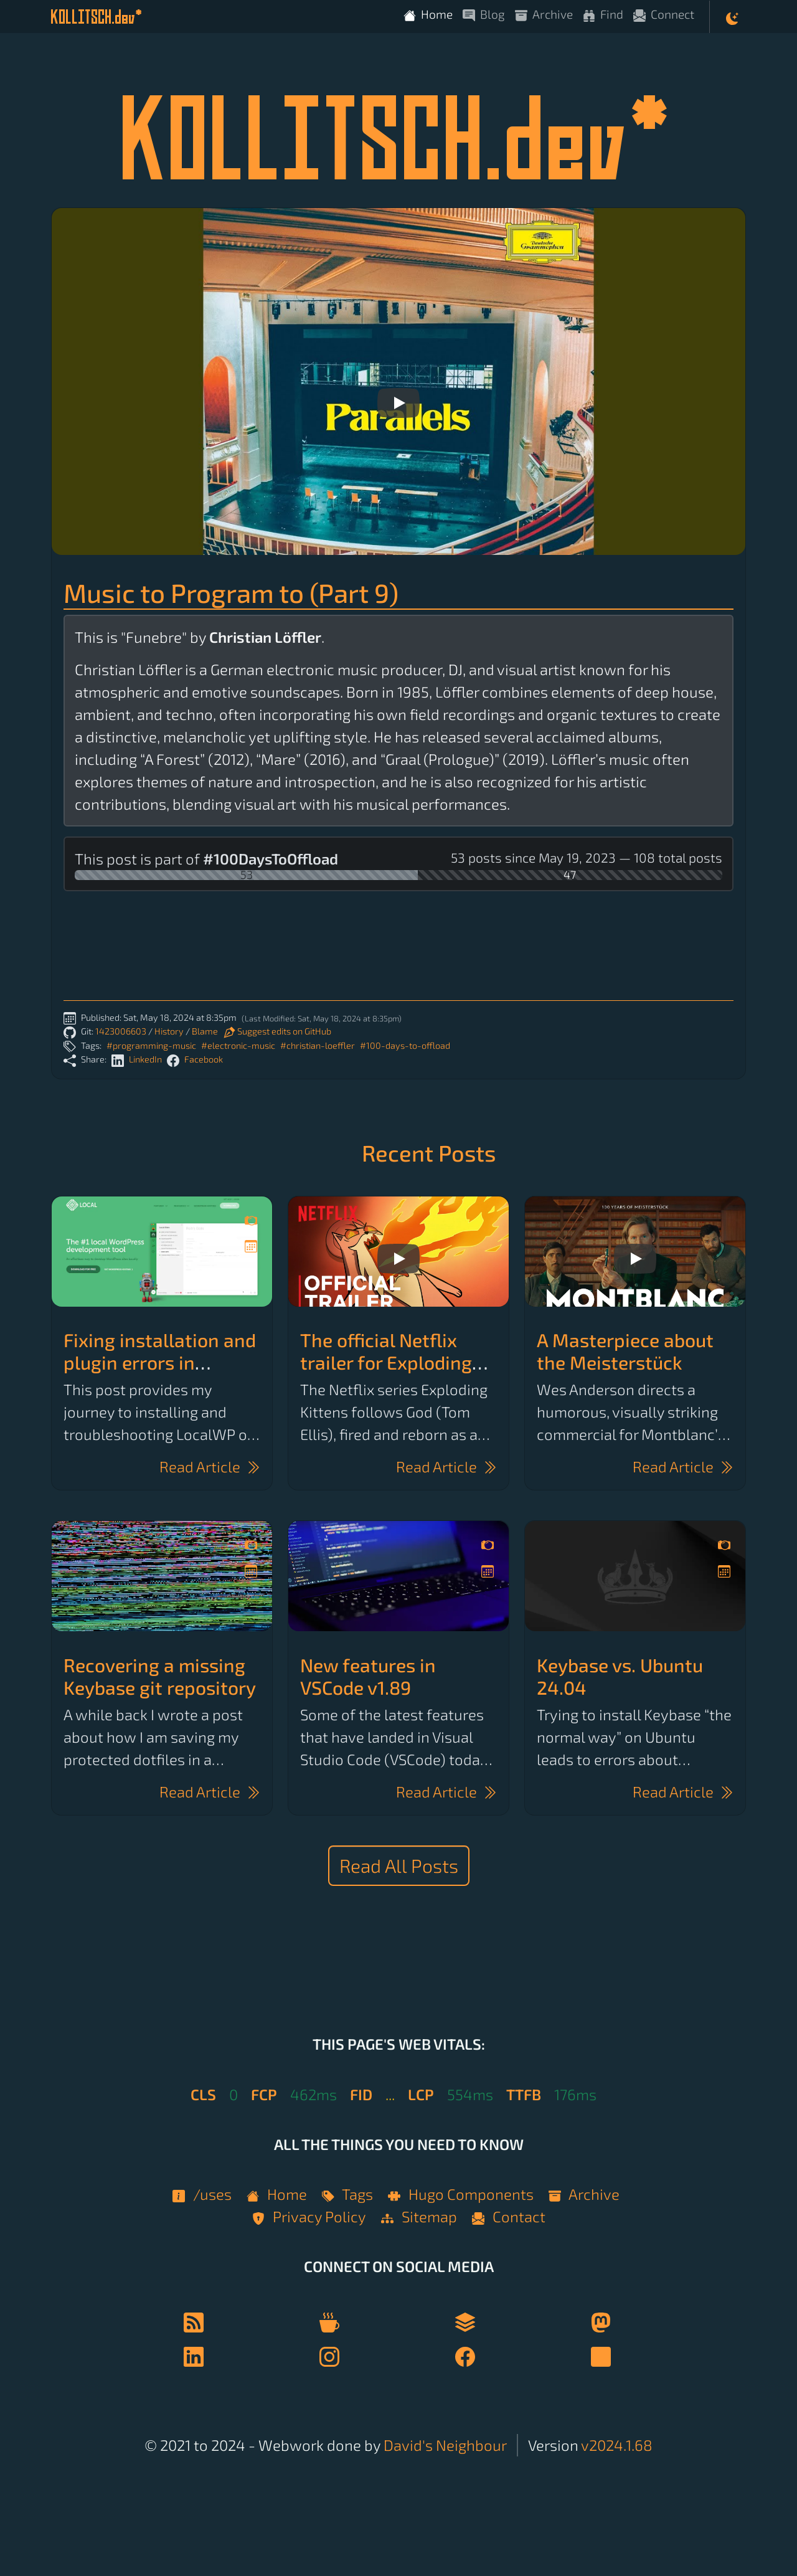 KOLLITSCH.dev*
Home Blog Archive Find Connect
KOLLITSCH.dev*
Deutsche
Grammophon
Parallels
Music to Program to (Part 9)
This is "Funebre" by Christian Löffler.
Christian Löffler is a German electronic music producer, DJ, and visual artist known for his
atmospheric and emotive soundscapes. Born in 1985, Löffler combines elements of deep house,
ambient, and techno, often incorporating his own field recordings and organic textures to create
a distinctive, melancholic yet uplifting style. He has released several acclaimed albums,
including “A Forest” (2012), “Mare” (2016), and “Graal (Prologue)” (2019). Löffler’s music often
explores themes of nature and introspection, and he is also recognized for his artistic
contributions, blending visual art with his musical performances.
This post is part of #100DaysToOffload 53 posts since May 19, 2023 — 108 total posts
53 47
Published: Sat, May 18, 2024 at 8:35pm (Last Modified: Sat, May 18, 2024 at 8:35pm)
Git: 1423006603 / History / Blame Suggest edits on GitHub
Tags: #programming-music #electronic-music #christian-loeffler #100-days-to-offload
Share: LinkedIn Facebook
Recent Posts
LOCAL
The #1 local WordPress
development tool
NETFLIX
OFFICIAL
TRAILER
100 YEARS OF MEISTERSTÜCK
MONTBLANC
Fixing installation and
plugin errors in…
This post provides my
journey to installing and
troubleshooting LocalWP o…
Read Article
The official Netflix
trailer for Exploding…
The Netflix series Exploding
Kittens follows God (Tom
Ellis), fired and reborn as a…
Read Article
A Masterpiece about
the Meisterstück
Wes Anderson directs a
humorous, visually striking
commercial for Montblanc’…
Read Article
Recovering a missing
Keybase git repository
A while back I wrote a post
about how I am saving my
protected dotfiles in a…
Read Article
New features in
VSCode v1.89
Some of the latest features
that have landed in Visual
Studio Code (VSCode) toda…
Read Article
Keybase vs. Ubuntu
24.04
Trying to install Keybase “the
normal way” on Ubuntu
leads to errors about…
Read Article
Read All Posts
THIS PAGE'S WEB VITALS:
CLS 0 FCP 462ms FID ... LCP 554ms TTFB 176ms
ALL THE THINGS YOU NEED TO KNOW
/uses Home Tags Hugo Components Archive
Privacy Policy Sitemap Contact
CONNECT ON SOCIAL MEDIA
© 2021 to 2024 - Webwork done by David's Neighbour Version v2024.1.68